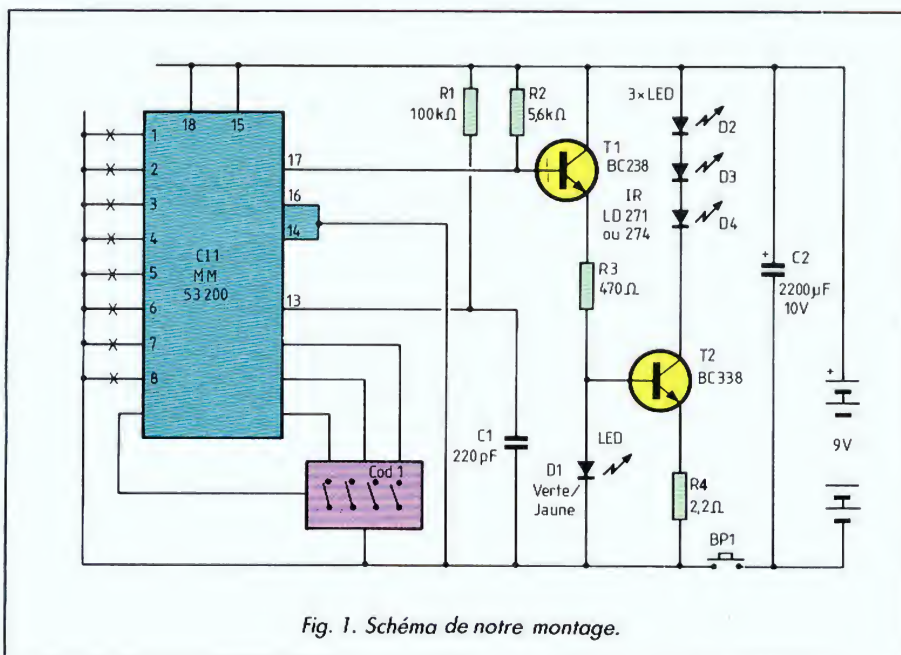 18
15
1
2
3
4
5
6
7
8
17
16
14
13
CI1
MM
53200
R1
100kΩ
R2
5,6kΩ
T1
BC238
IR
LD 271
ou 274
3×LED
D2
D3
D4
R3
470Ω
T2
BC338
C2
2200µF
10V
+
+
9V
C1
220pF
Cod 1
LED
D1
Verte/
Jaune
R4
2,2Ω
BP1
Fig. 1. Schéma de notre montage.